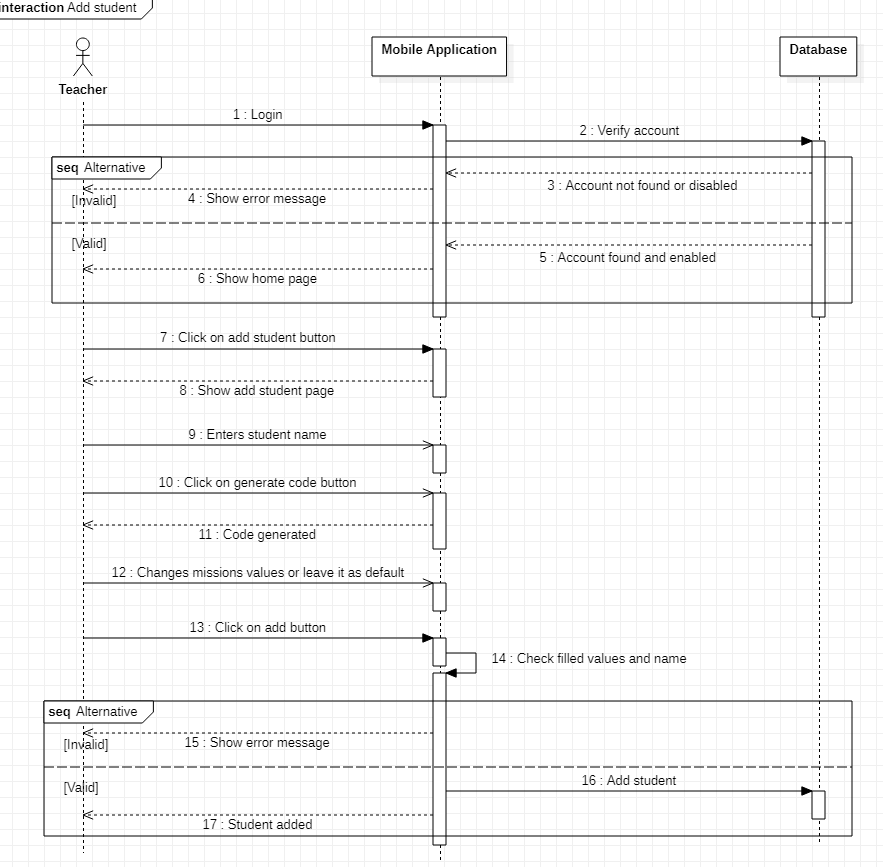 interaction Add student
Teacher
Mobile Application
Database
1 : Login
2 : Verify account
seq Alternative
3 : Account not found or disabled
4 : Show error message
[Invalid]
[Valid]
5 : Account found and enabled
6 : Show home page
7 : Click on add student button
8 : Show add student page
9 : Enters student name
10 : Click on generate code button
11 : Code generated
12 : Changes missions values or leave it as default
13 : Click on add button
14 : Check filled values and name
seq Alternative
15 : Show error message
[Invalid]
16 : Add student
[Valid]
17 : Student added